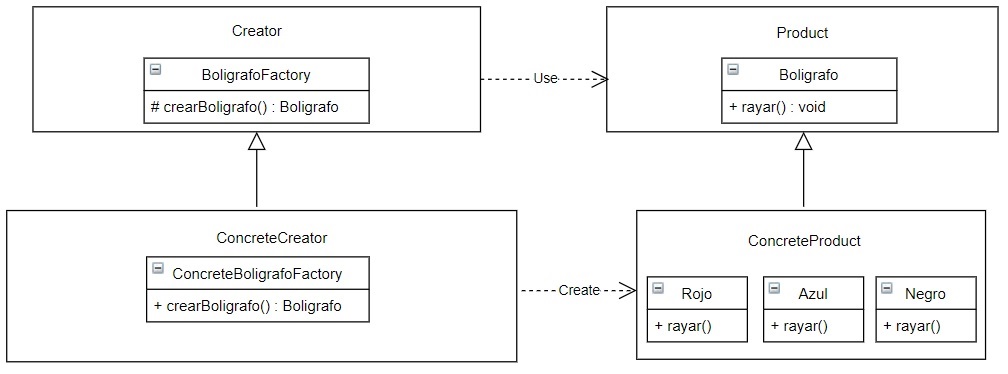 Creator
BoligrafoFactory
# crearBoligrafo() : Boligrafo
Use
Product
Boligrafo
+ rayar() : void
ConcreteCreator
ConcreteBoligrafoFactory
+ crearBoligrafo() : Boligrafo
Create
ConcreteProduct
Rojo
+ rayar()
Azul
+ rayar()
Negro
+ rayar()